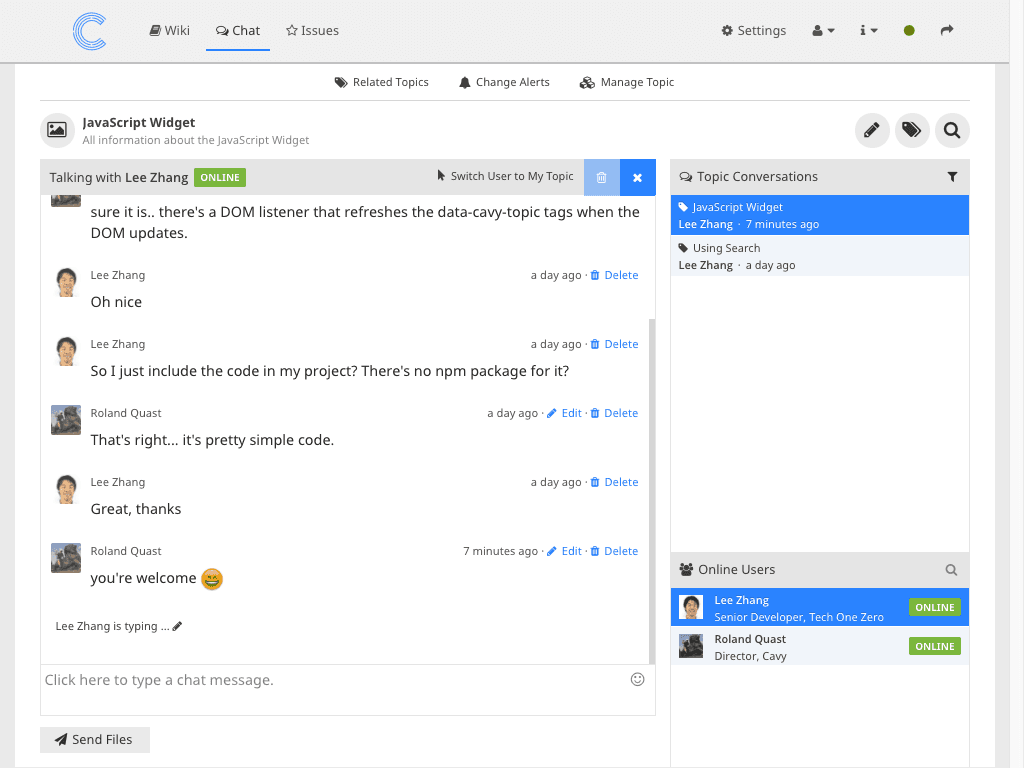 Wiki
Chat
Issues
Settings
Related Topics
Change Alerts
Manage Topic
JavaScript Widget
All information about the JavaScript Widget
Talking with Lee Zhang ONLINE
Switch User to My Topic
sure it is.. there's a DOM listener that refreshes the data-cavy-topic tags when the
DOM updates.
Lee Zhang a day ago · Delete
Oh nice
Lee Zhang a day ago · Delete
So I just include the code in my project? There's no npm package for it?
Roland Quast a day ago · Edit · Delete
That's right... it's pretty simple code.
Lee Zhang a day ago · Delete
Great, thanks
Roland Quast 7 minutes ago · Edit · Delete
you're welcome
Lee Zhang is typing ...
Click here to type a chat message.
Send Files
Topic Conversations
JavaScript Widget
Lee Zhang · 7 minutes ago
Using Search
Lee Zhang · a day ago
Online Users
Lee Zhang
Senior Developer, Tech One Zero
ONLINE
Roland Quast
Director, Cavy
ONLINE